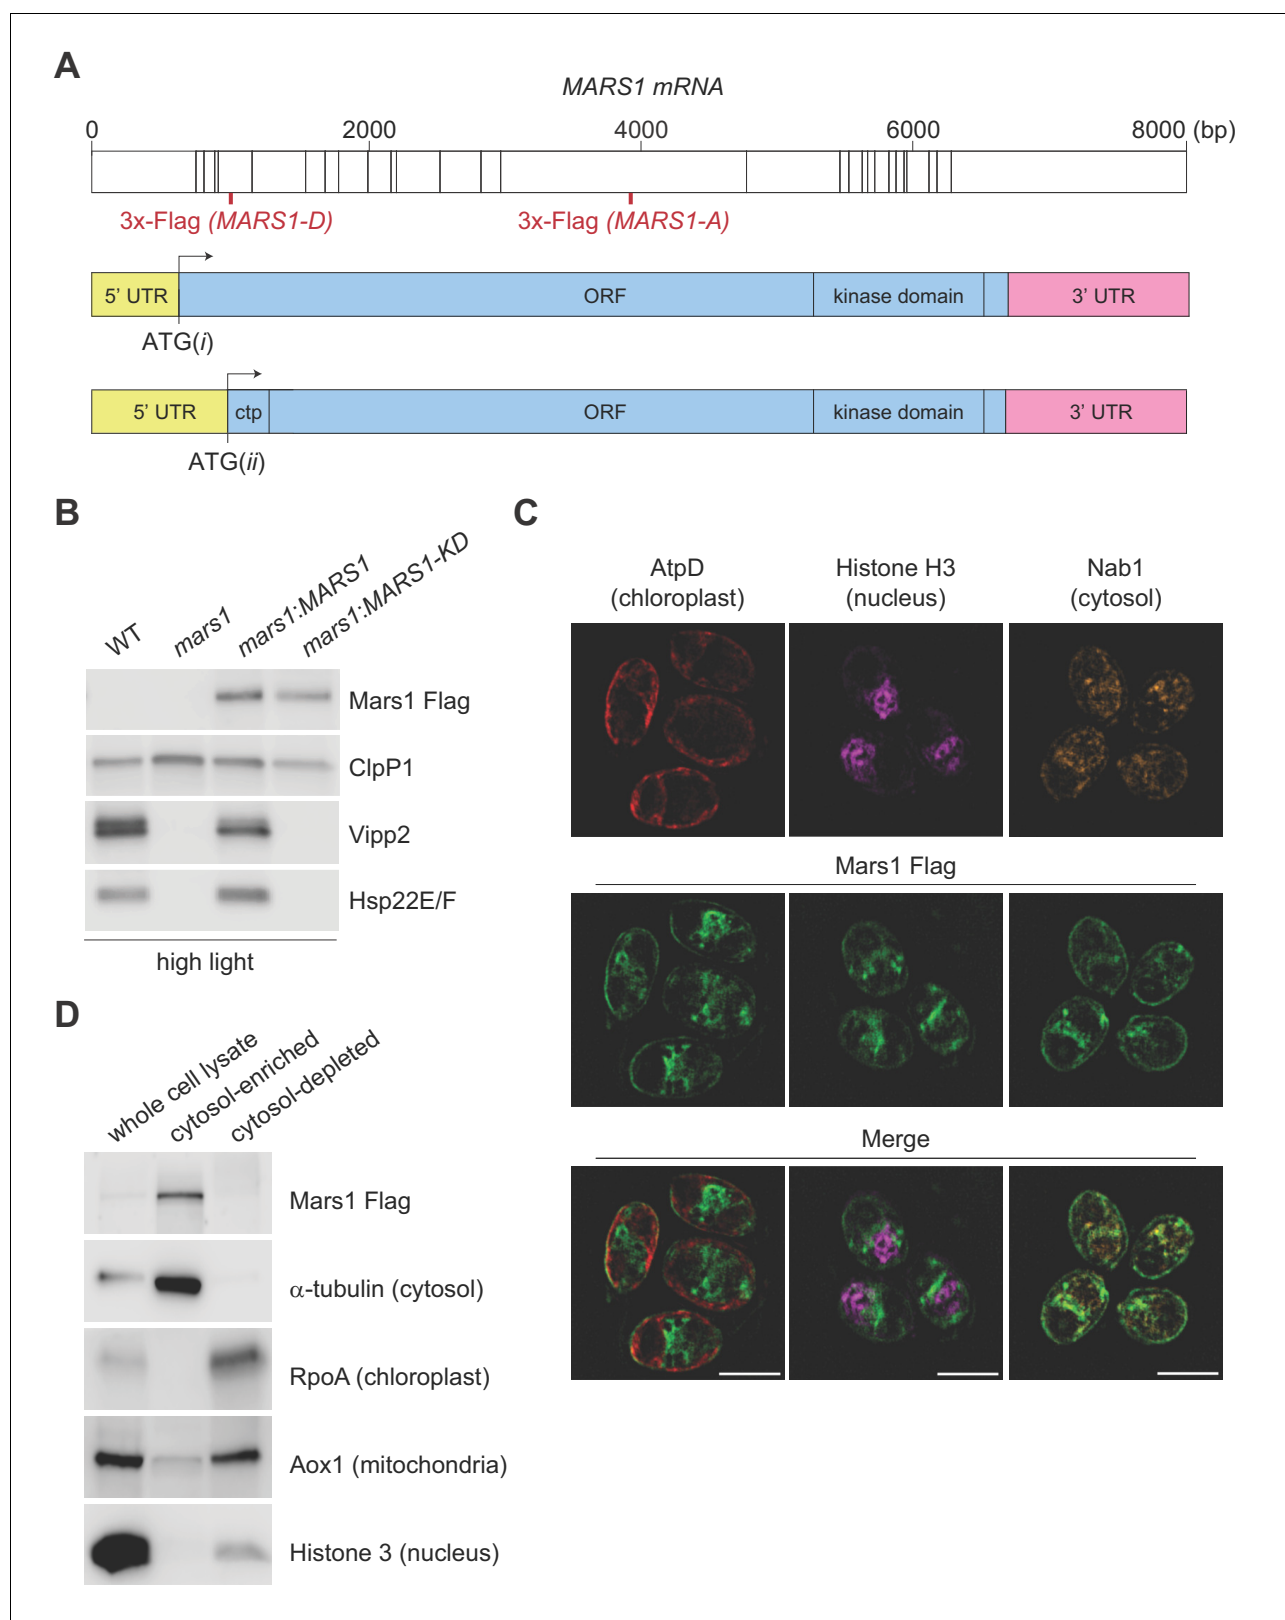 A
MARS1 mRNA
0 2000 4000 6000 8000 (bp)
3x-Flag (MARS1-D) 3x-Flag (MARS1-A)
5’ UTR ORF kinase domain 3’ UTR
ATG(i)
5’ UTR ctp ORF kinase domain 3’ UTR
ATG(ii)
B
WT mars1 mars1:MARS1 mars1:MARS1-KD
Mars1 Flag
ClpP1
Vipp2
Hsp22E/F
high light
C
AtpD (chloroplast)
Histone H3 (nucleus)
Nab1 (cytosol)
Mars1 Flag
Merge
D
whole cell lysate
cytosol-enriched
cytosol-depleted
Mars1 Flag
α-tubulin (cytosol)
RpoA (chloroplast)
Aox1 (mitochondria)
Histone 3 (nucleus)